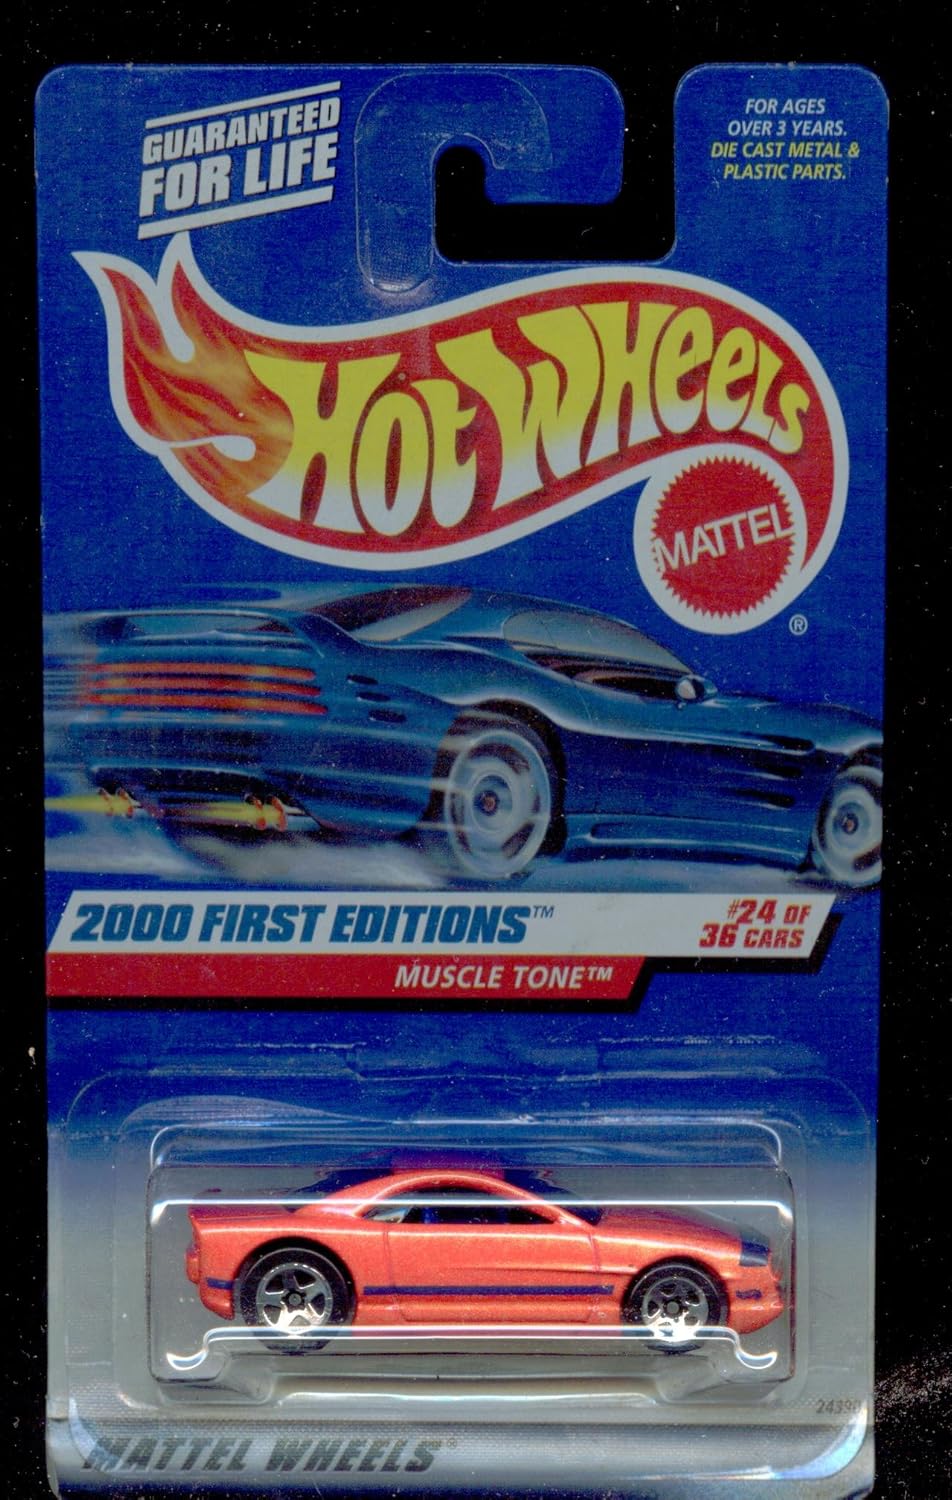 GUARANTEED
FOR LIFE
FOR AGES
OVER 3 YEARS.
DIE CAST METAL &
PLASTIC PARTS.
HOT WHEELS
MATTEL
®
2000 FIRST EDITIONS™
#24 OF
36 CARS
MUSCLE TONE™
MATTEL WHEELS®